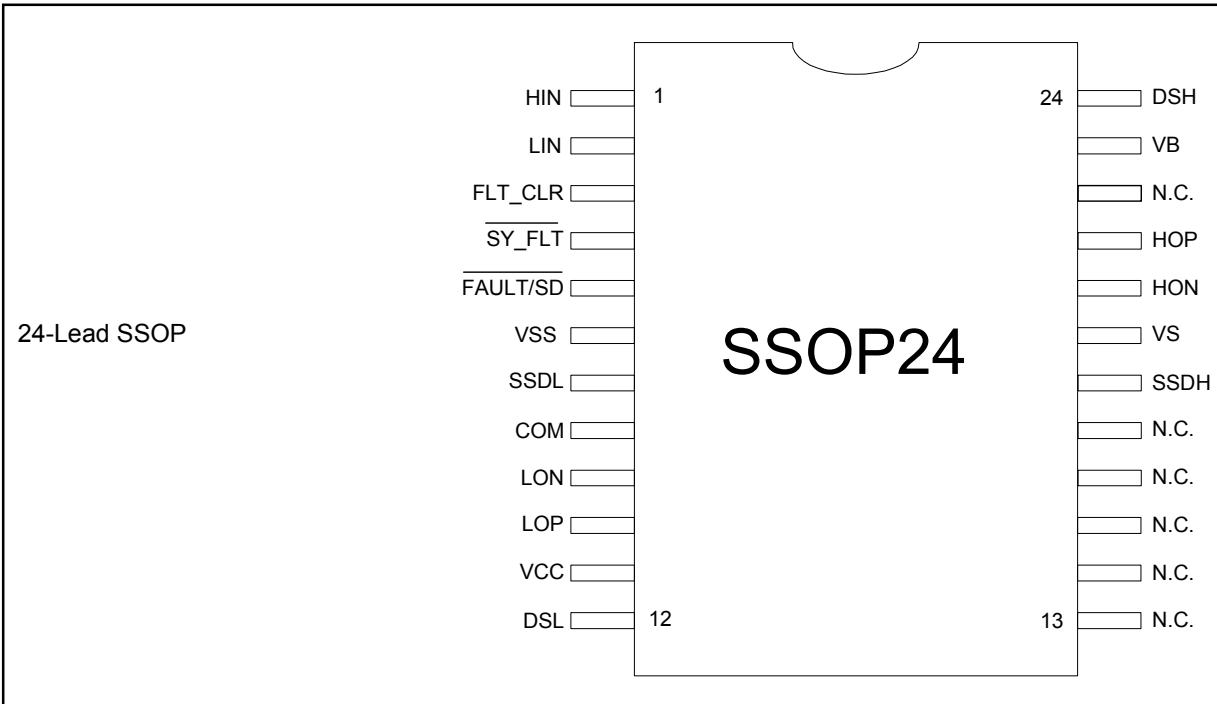 HIN 1 24 DSH
LIN VB
FLT_CLR N.C.
SY_FLT HOP
FAULT/SD HON
24-Lead SSOP VSS SSOP24 VS
SSDL SSDH
COM N.C.
LON N.C.
LOP N.C.
VCC N.C.
DSL 12 13 N.C.